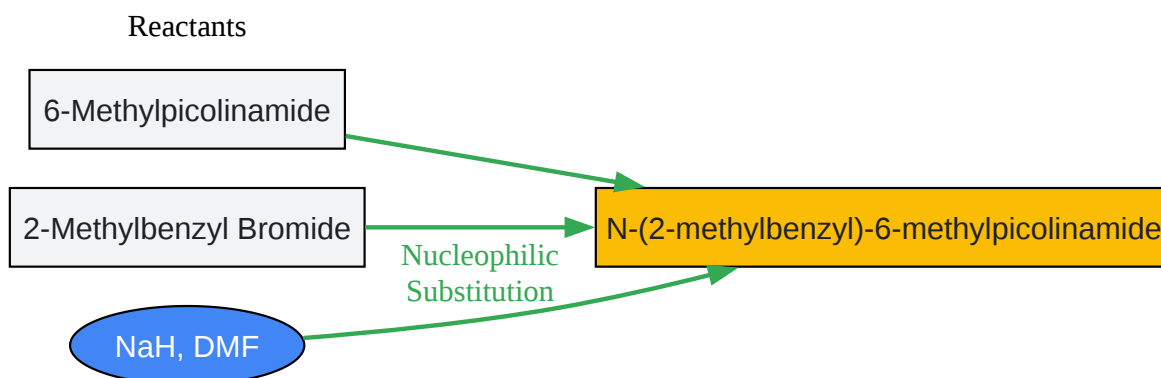 Reactants
6-Methylpicolinamide
2-Methylbenzyl Bromide
N-(2-methylbenzyl)-6-methylpicolinamide
Nucleophilic
Substitution
NaH, DMF